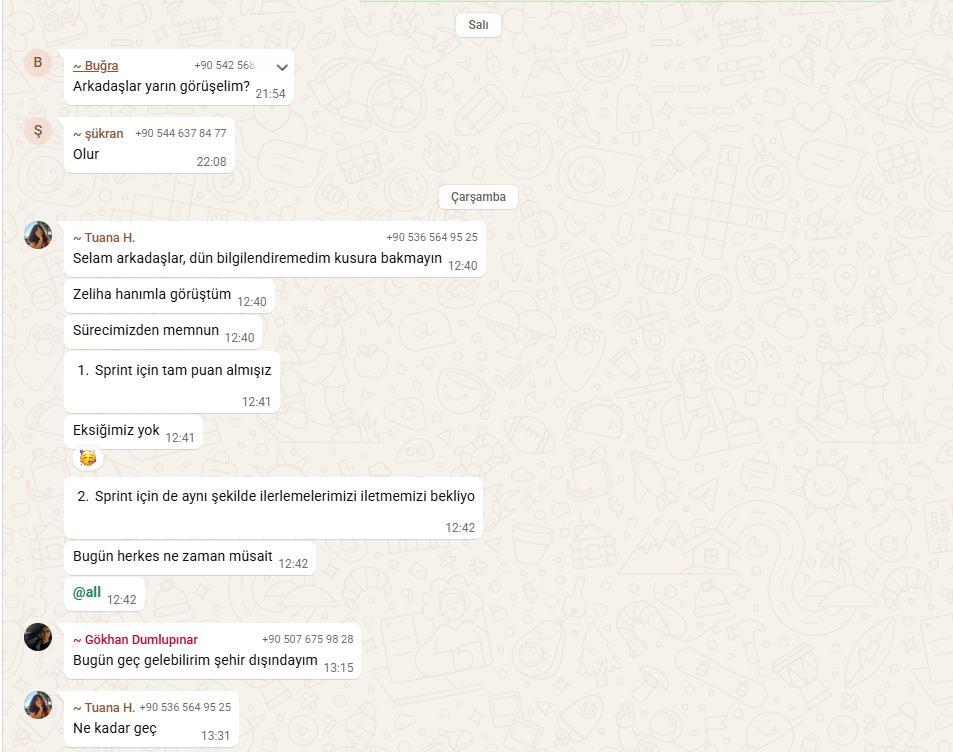 Salı
B
~ Buğra +90 542 568
Arkadaşlar yarın görüşelim? 21:54
Ş
~ şükran +90 544 637 84 77
Olur 22:08
Çarşamba
~ Tuana H. +90 536 564 95 25
Selam arkadaşlar, dün bilgilendiremedim kusura bakmayın 12:40
Zeliha hanımla görüştüm 12:40
Sürecimizden memnun 12:40
1. Sprint için tam puan almışız
12:41
Eksiğimiz yok 12:41
2. Sprint için de aynı şekilde ilerlemelerimizi iletmemizi bekliyo
12:42
Bugün herkes ne zaman müsait 12:42
@all 12:42
~ Gökhan Dumlupınar +90 507 675 98 28
Bugün geç gelebilirim şehir dışındayım 13:15
~ Tuana H. +90 536 564 95 25
Ne kadar geç 13:31